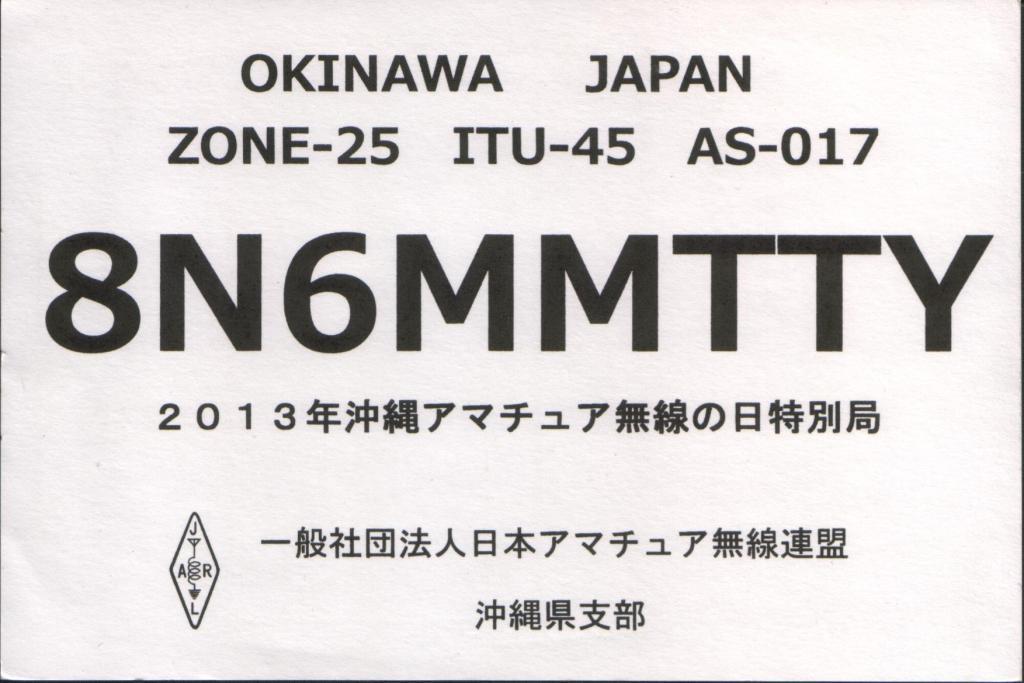 OKINAWA JAPAN
ZONE-25 ITU-45 AS-017
8N6MMTTY
２０１３年沖縄アマチュア無線の日特別局
J
A R
L
一般社団法人日本アマチュア無線連盟
沖縄県支部